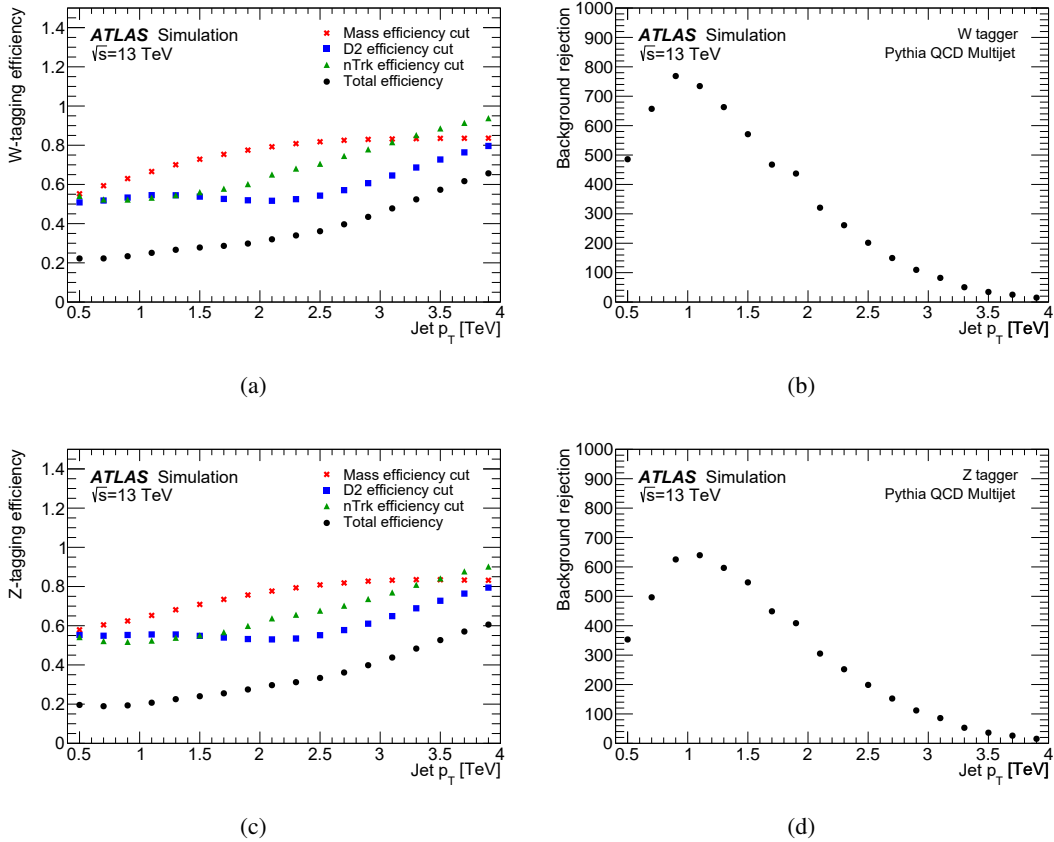 W-tagging efficiency
1.4
1.2
1
0.8
0.6
0.4
0.2
0
ATLAS Simulation
√s=13 TeV
Mass efficiency cut
D2 efficiency cut
nTrk efficiency cut
Total efficiency
0.5 1 1.5 2 2.5 3 3.5 4
Jet p_T [TeV]
(a)
Background rejection
1000
900
800
700
600
500
400
300
200
100
0
ATLAS Simulation
√s=13 TeV
W tagger
Pythia QCD Multijet
0.5 1 1.5 2 2.5 3 3.5 4
Jet p_T [TeV]
(b)
Z-tagging efficiency
1.4
1.2
1
0.8
0.6
0.4
0.2
0
ATLAS Simulation
√s=13 TeV
Mass efficiency cut
D2 efficiency cut
nTrk efficiency cut
Total efficiency
0.5 1 1.5 2 2.5 3 3.5 4
Jet p_T [TeV]
(c)
Background rejection
1000
900
800
700
600
500
400
300
200
100
0
ATLAS Simulation
√s=13 TeV
Z tagger
Pythia QCD Multijet
0.5 1 1.5 2 2.5 3 3.5 4
Jet p_T [TeV]
(d)